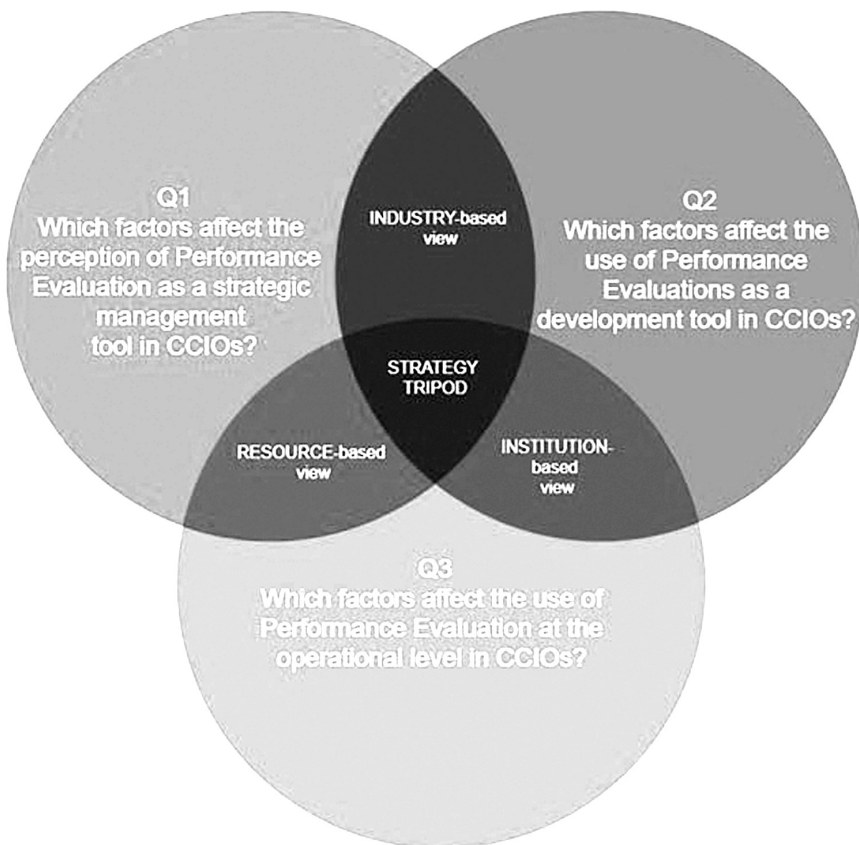 Q1
Which factors affect the
perception of Performance
Evaluation as a strategic
management
tool in CCIOs?
INDUSTRY-based
view
Q2
Which factors affect the
use of Performance
Evaluations as a
development tool in CCIOs?
STRATEGY
TRIPOD
RESOURCE-based
view
INSTITUTION-
based
view
Q3
Which factors affect the use of
Performance Evaluation at the
operational level in CCIOs?